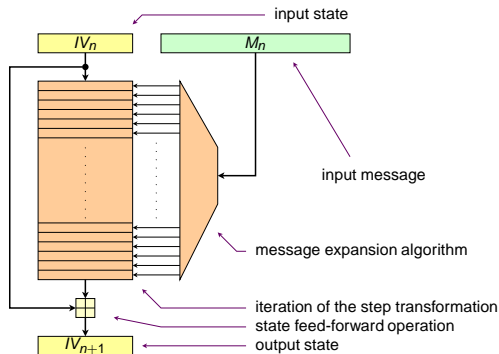 input state
IVn
Mn
input message
message expansion algorithm
iteration of the step transformation
state feed-forward operation
IVn+1
output state